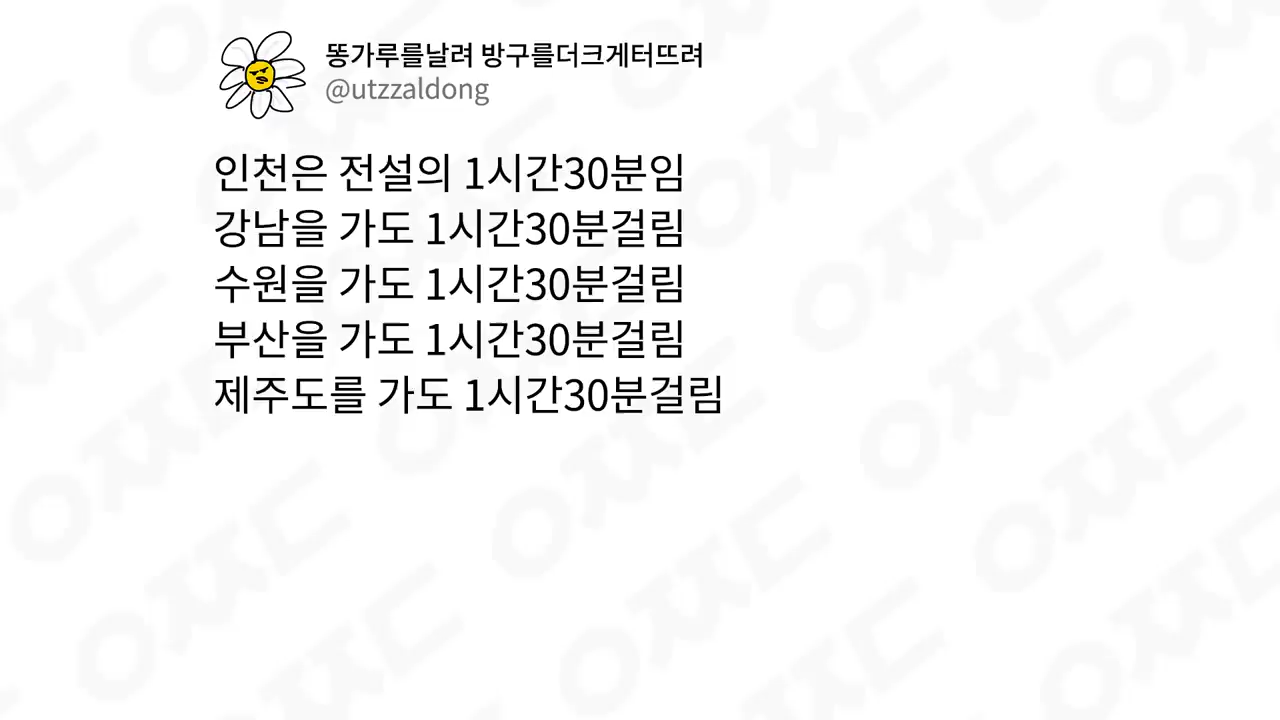 똥가루를날려 방구를더크게터뜨려
@utzzaldong
인천은 전설의 1시간30분임
강남을 가도 1시간30분걸림
수원을 가도 1시간30분걸림
부산을 가도 1시간30분걸림
제주도를 가도 1시간30분걸림